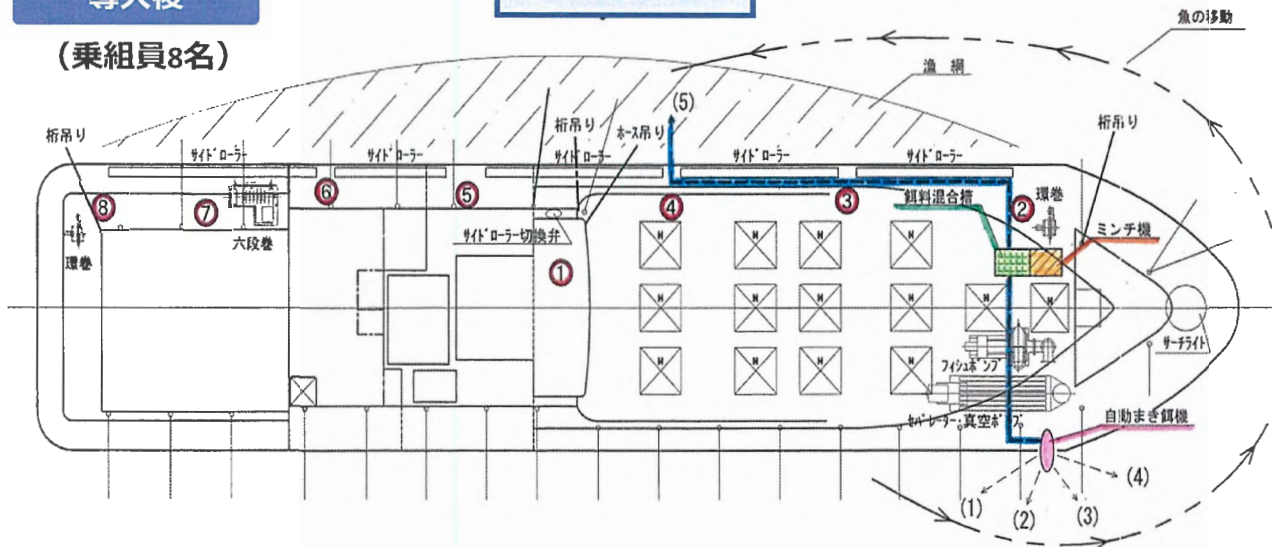 導入後
(乗組員8名)
魚の移動
漁 網
(5)
桁吊り
桁吊り
ホース吊り
桁吊り
サイドローラー
サイドローラー
サイドローラー
サイドローラー
サイドローラー
⑥
⑤
③
餌料混合槽
環巻
⑧
⑦
④
②
ミンチ機
六段巻
サイドローラー切換弁
環巻
①
H
H
H
H
H
H
H
H
H
H
H
サーチライト
H
H
H
フィシュポンプ
セパレーター・真空ポンプ
自動まき餌機
(4)
(1)
(2)
(3)